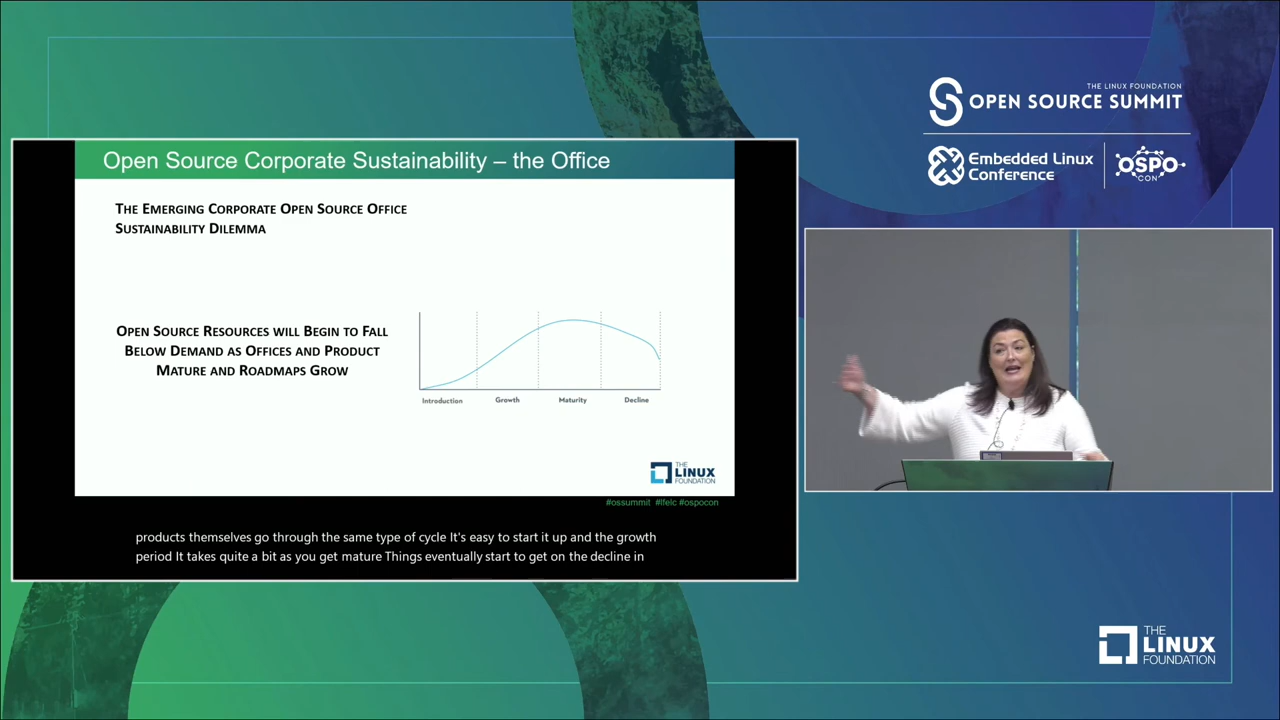 THE LINUX FOUNDATION
OPEN SOURCE SUMMIT
Embedded Linux
Conference
OSPO
CON
Open Source Corporate Sustainability – the Office
THE EMERGING CORPORATE OPEN SOURCE OFFICE
SUSTAINABILITY DILEMMA
OPEN SOURCE RESOURCES WILL BEGIN TO FALL
BELOW DEMAND AS OFFICES AND PRODUCT
MATURE AND ROADMAPS GROW
Introduction Growth Maturity Decline
THE
LINUX
FOUNDATION
#ossummit #lfelc #ospocon
products themselves go through the same type of cycle It's easy to start it up and the growth
period It takes quite a bit as you get mature Things eventually start to get on the decline in
THE
LINUX
FOUNDATION